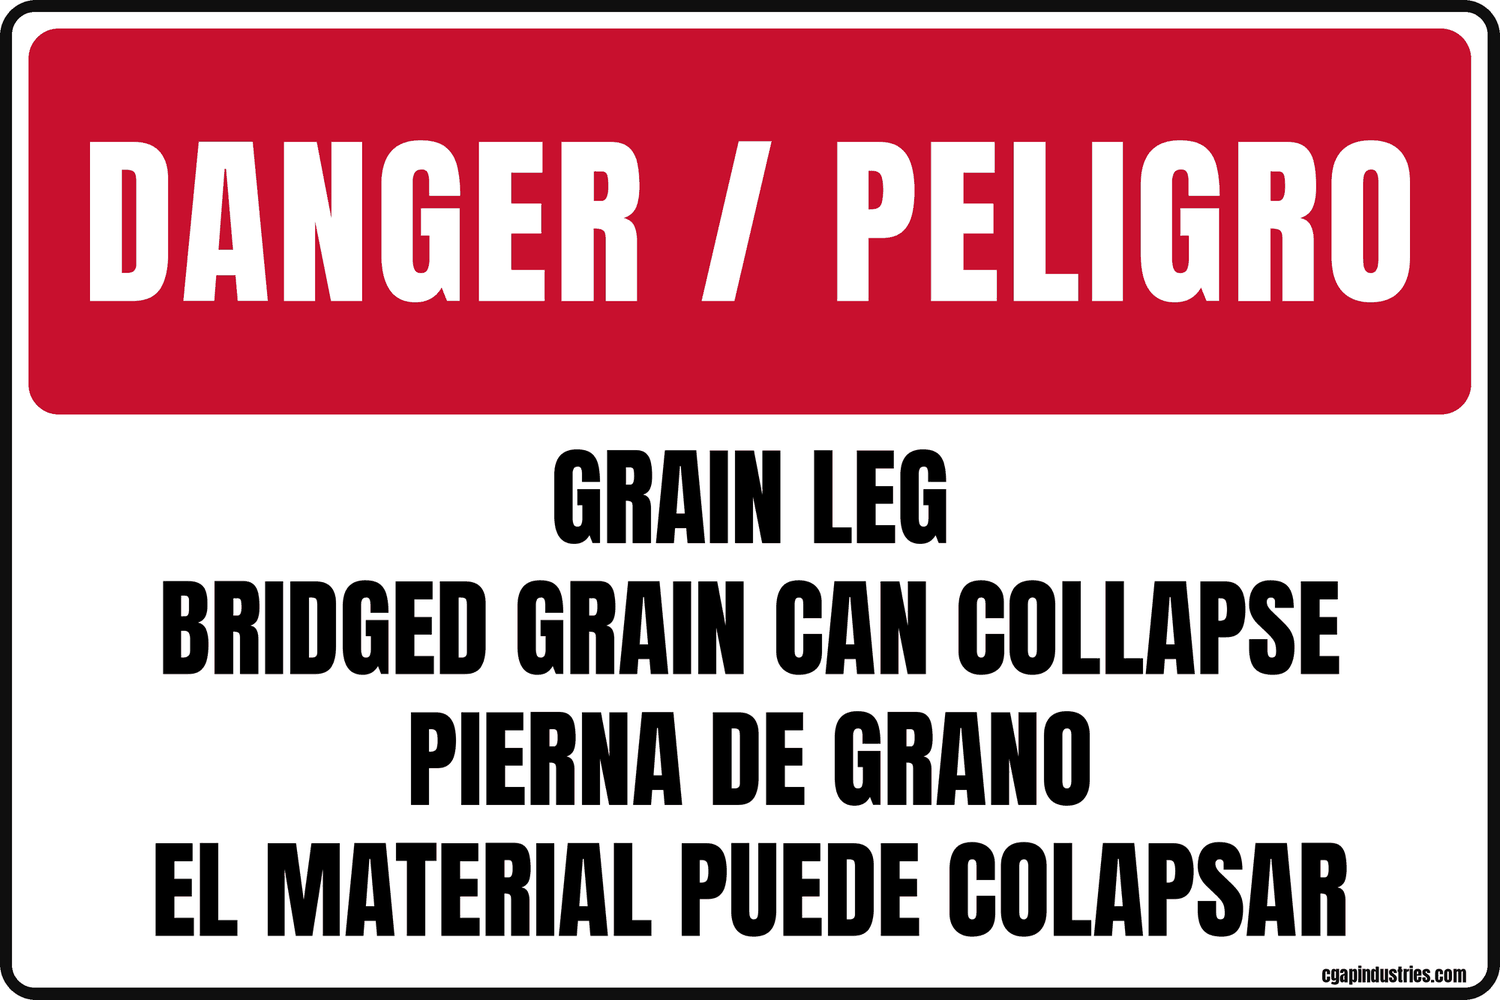 DANGER / PELIGRO
GRAIN LEG
BRIDGED GRAIN CAN COLLAPSE
PIERNA DE GRANO
EL MATERIAL PUEDE COLAPSAR
cgapindustries.com